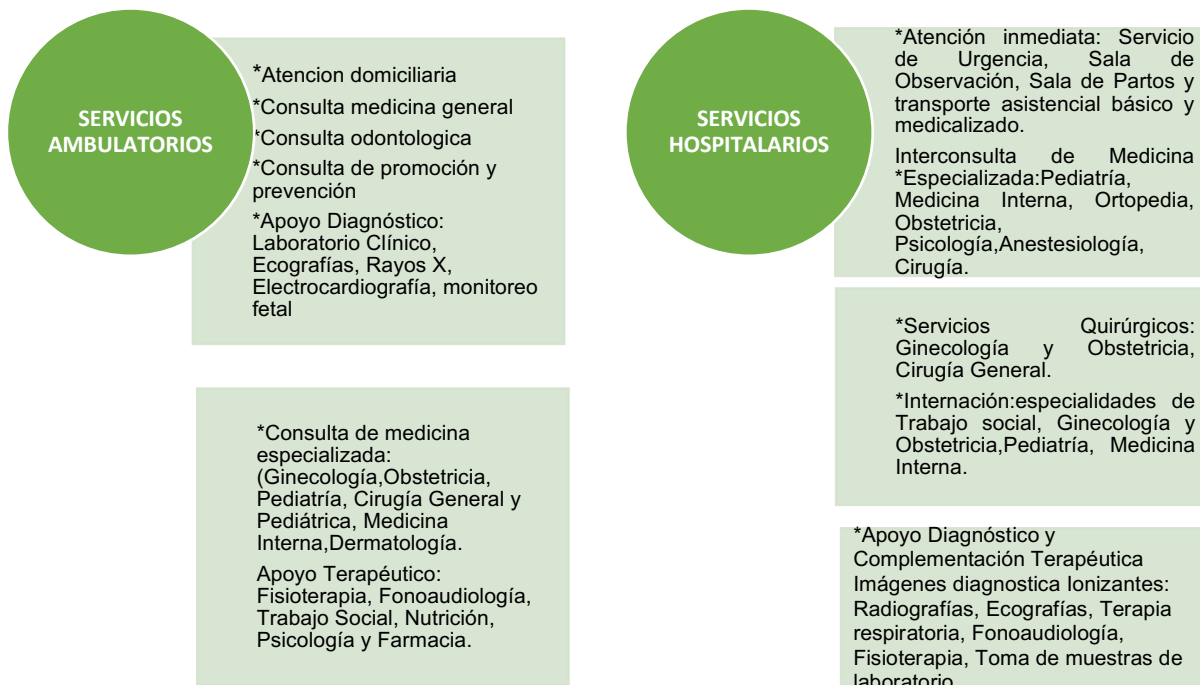 SERVICIOS
AMBULATORIOS
*Atencion domiciliaria
*Consulta medicina general
*Consulta odontologica
*Consulta de promoción y
prevención
*Apoyo Diagnóstico:
Laboratorio Clínico,
Ecografías, Rayos X,
Electrocardiografía, monitoreo
fetal
*Consulta de medicina
especializada:
(Ginecología,Obstetricia,
Pediatría, Cirugía General y
Pediátrica, Medicina
Interna,Dermatología.
Apoyo Terapéutico:
Fisioterapia, Fonoaudiología,
Trabajo Social, Nutrición,
Psicología y Farmacia.
SERVICIOS
HOSPITALARIOS
*Atención inmediata: Servicio
de Urgencia, Sala de
Observación, Sala de Partos y
transporte asistencial básico y
medicalizado.
Interconsulta de Medicina
*Especializada:Pediatría,
Medicina Interna, Ortopedia,
Obstetricia,
Psicología,Anestesiología,
Cirugía.
*Servicios Quirúrgicos:
Ginecología y Obstetricia,
Cirugía General.
*Internación:especialidades de
Trabajo social, Ginecología y
Obstetricia,Pediatría, Medicina
Interna.
*Apoyo Diagnóstico y
Complementación Terapéutica
Imágenes diagnostica Ionizantes:
Radiografías, Ecografías, Terapia
respiratoria, Fonoaudiología,
Fisioterapia, Toma de muestras de
laboratorio